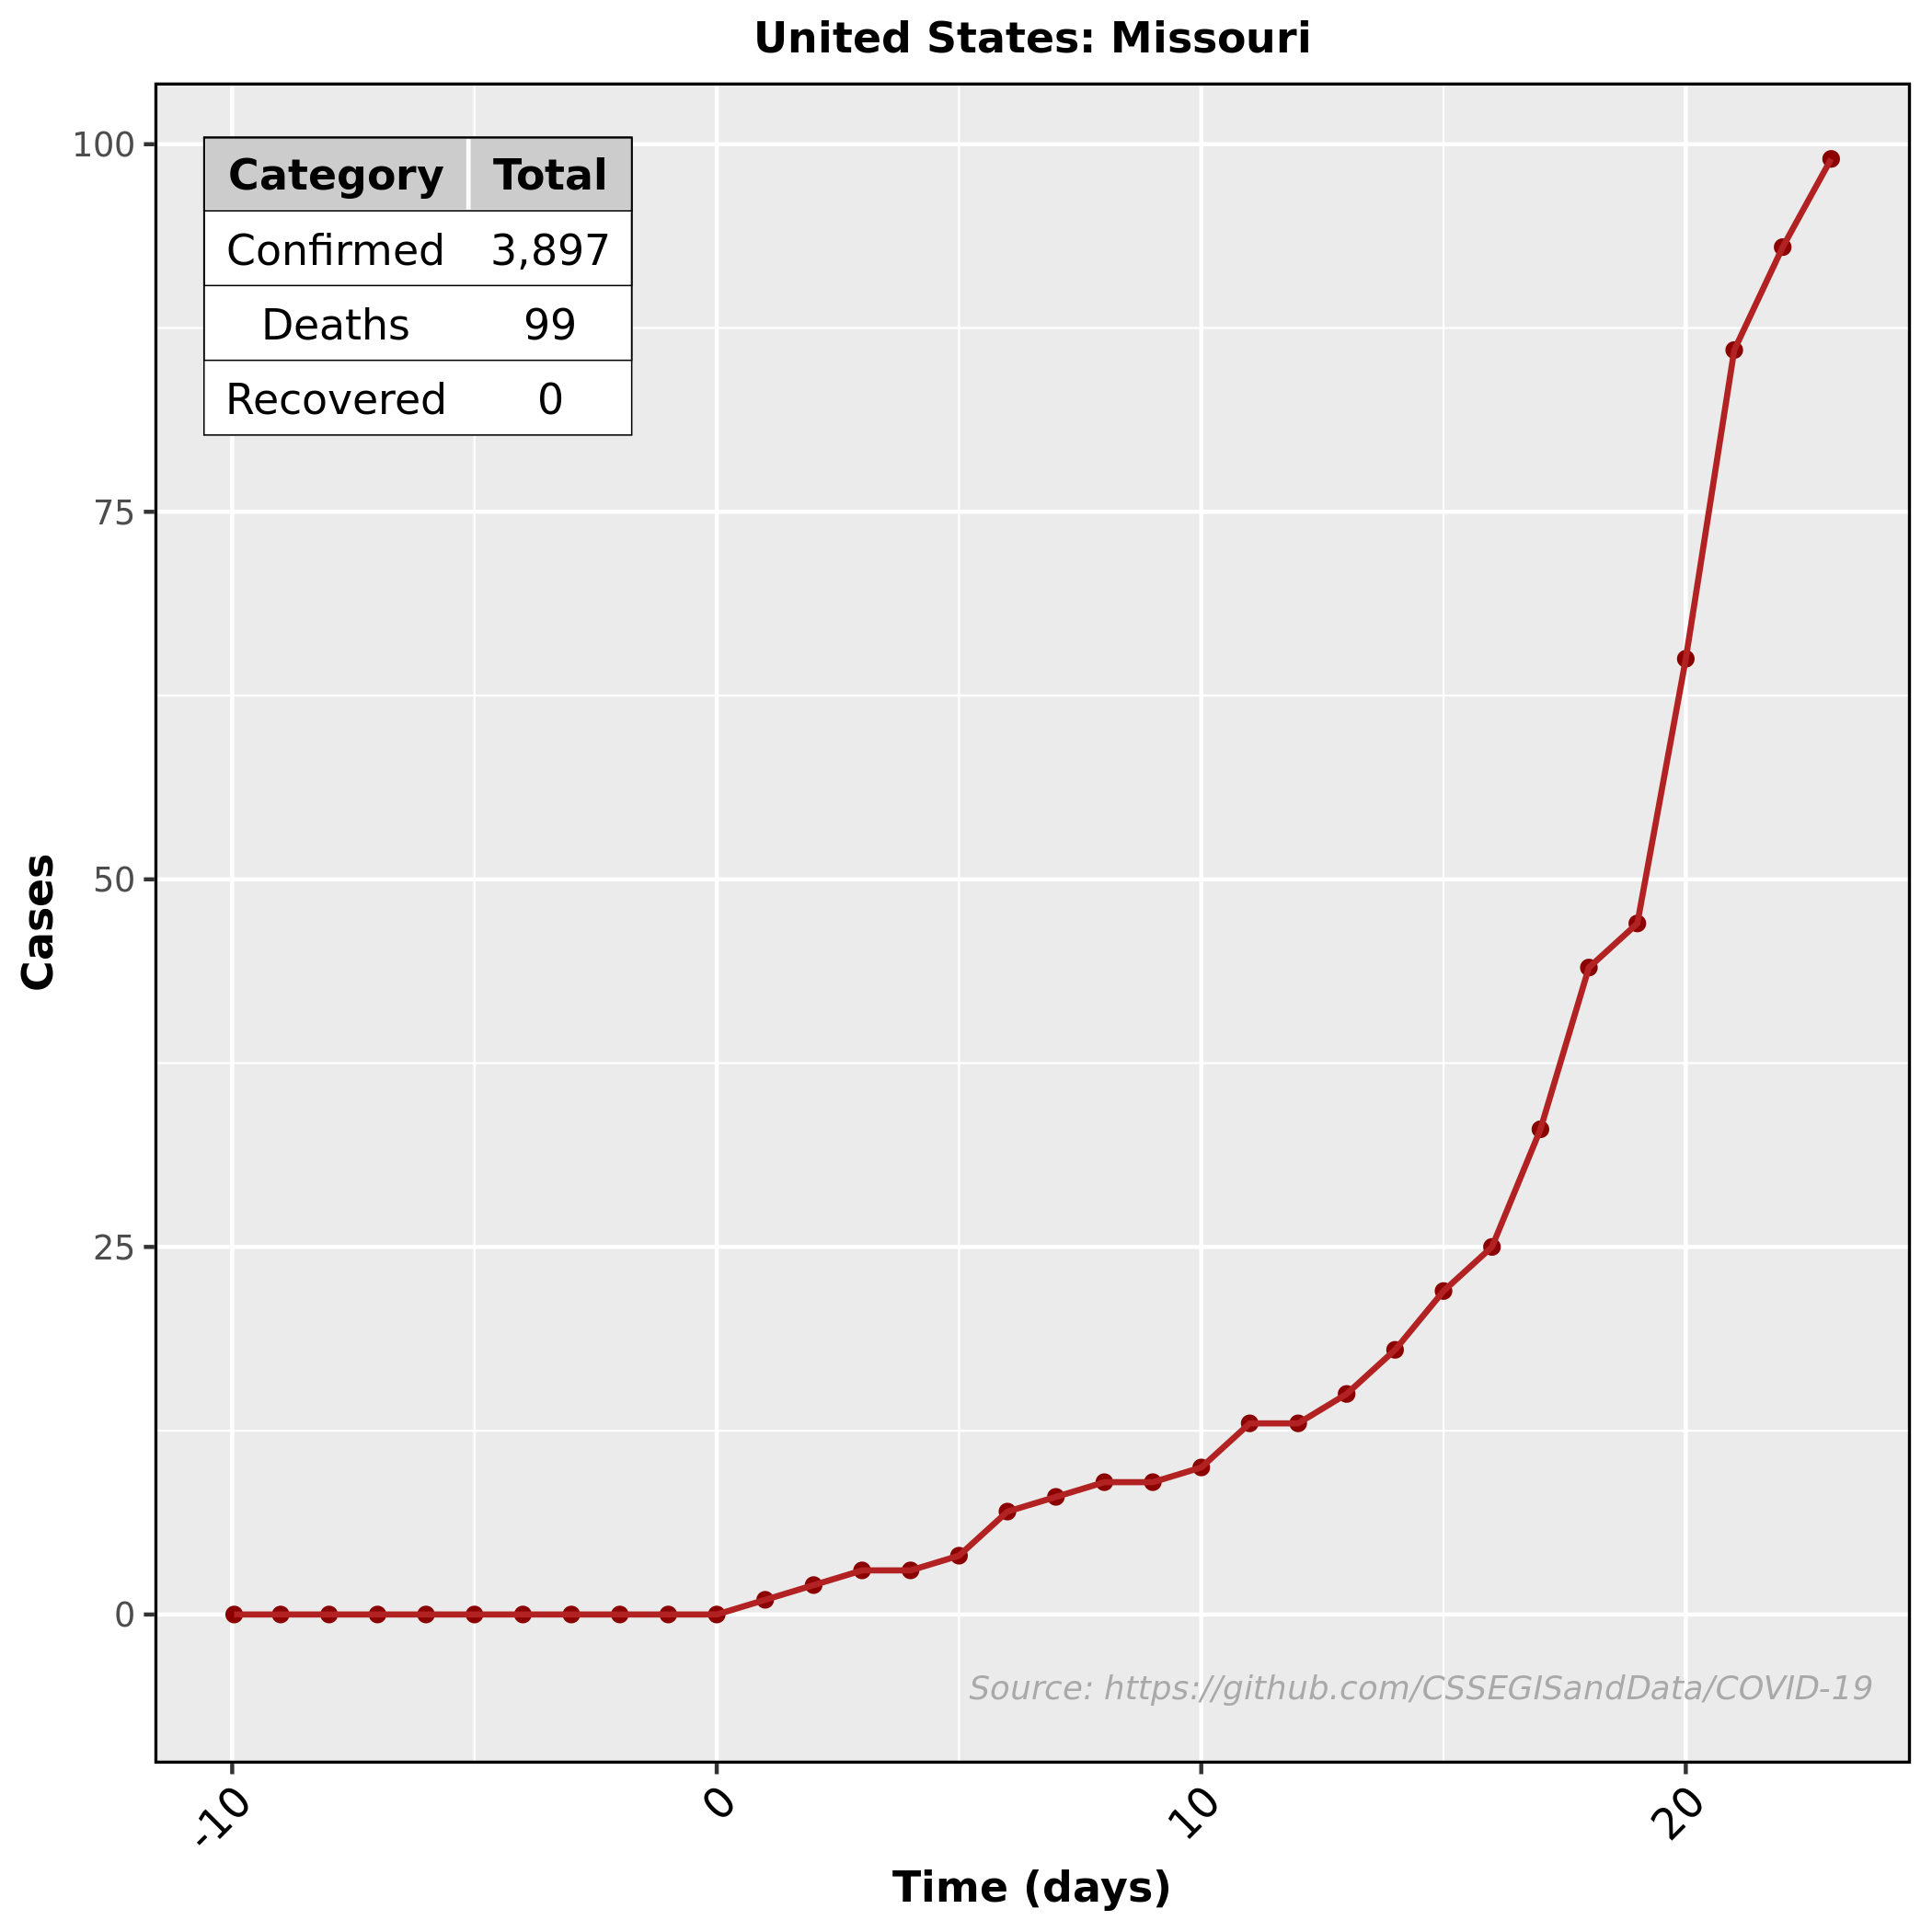 United States: Missouri
Category Total
Confirmed 3,897
Deaths 99
Recovered 0
100
75
50
25
0
Cases
Source: https://github.com/CSSEGISandData/COVID-19
-10 0 10 20
Time (days)